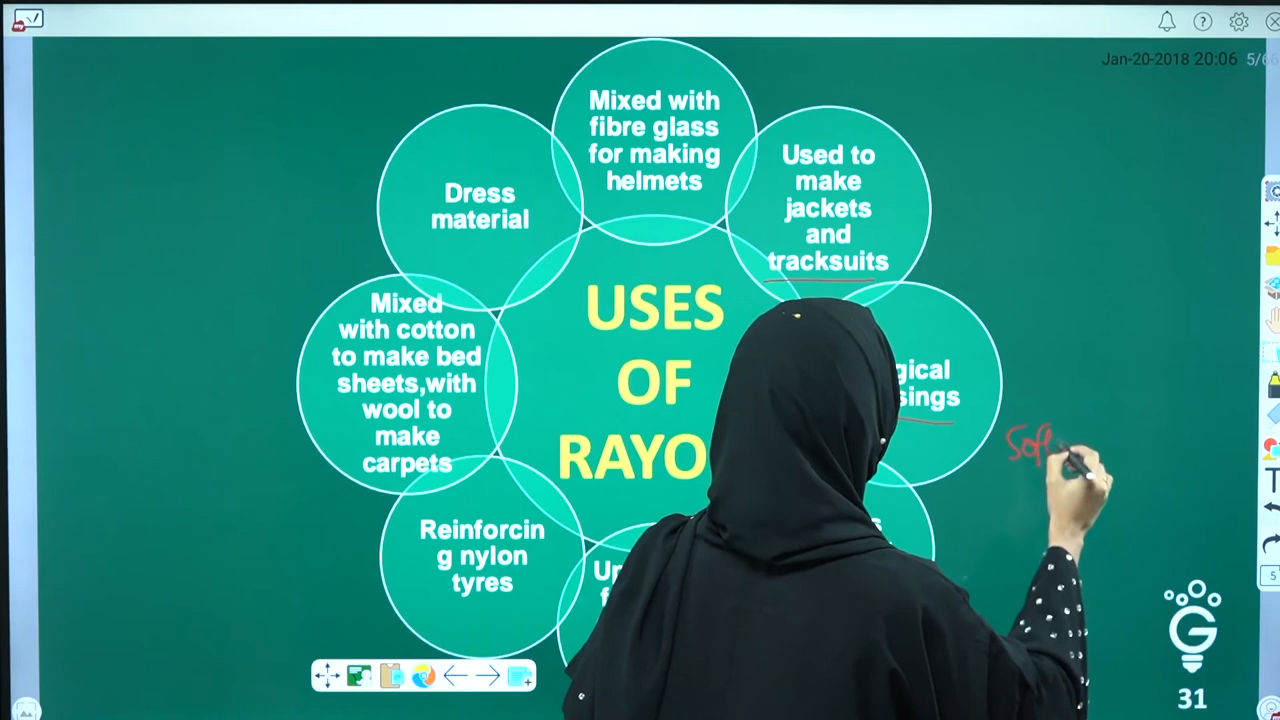 Jan-20-2018 20:06
Mixed with
fibre glass
for making
helmets
Used to
make
jackets
and
tracksuits
Dress
material
Mixed
with cotton
to make bed
sheets,with
wool to
make
carpets
USES
OF
RAYO
gical
sings
Reinforcin
g nylon
tyres
31